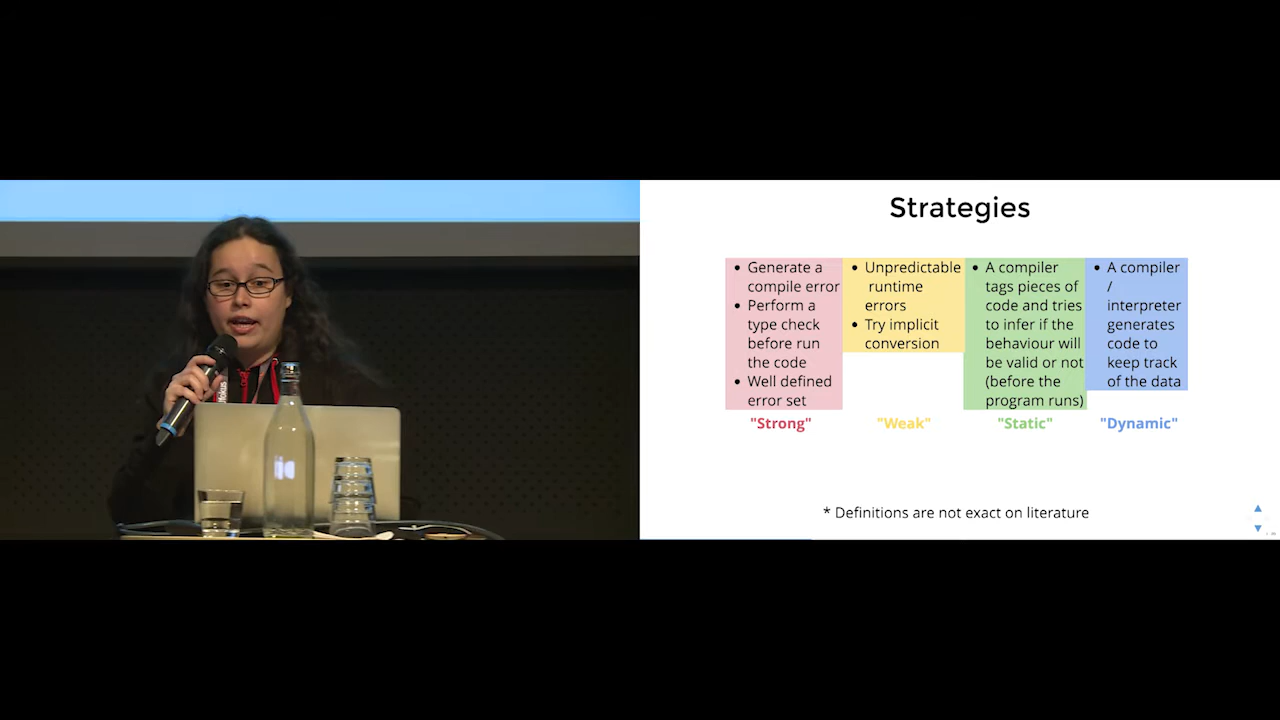 Strategies
• Generate a
compile error
• Perform a
type check
before run
the code
• Well defined
error set
"Strong"
• Unpredictable
runtime
errors
• Try implicit
conversion
"Weak"
• A compiler
tags pieces of
code and tries
to infer if the
behaviour will
be valid or not
(before the
program runs)
"Static"
• A compiler
/
interpreter
generates
code to
keep track
of the data
"Dynamic"
* Definitions are not exact on literature